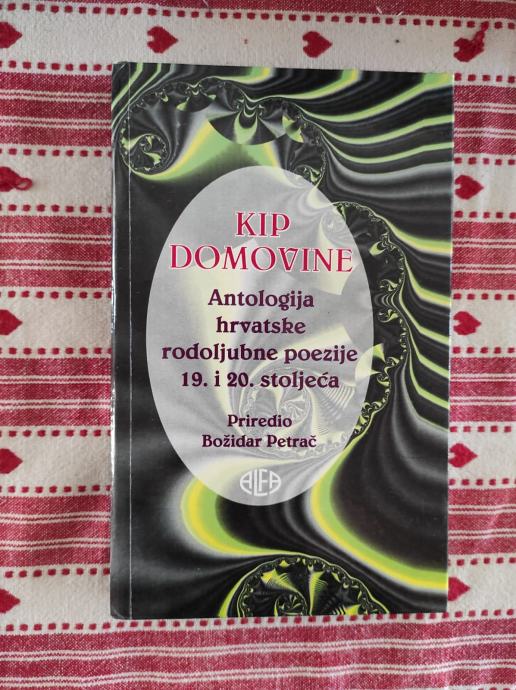 KIP
DOMOVINE
Antologija
hrvatske
rodoljubne poezije
19. i 20. stoljeća
Priredio
Božidar Petrač
ALFA